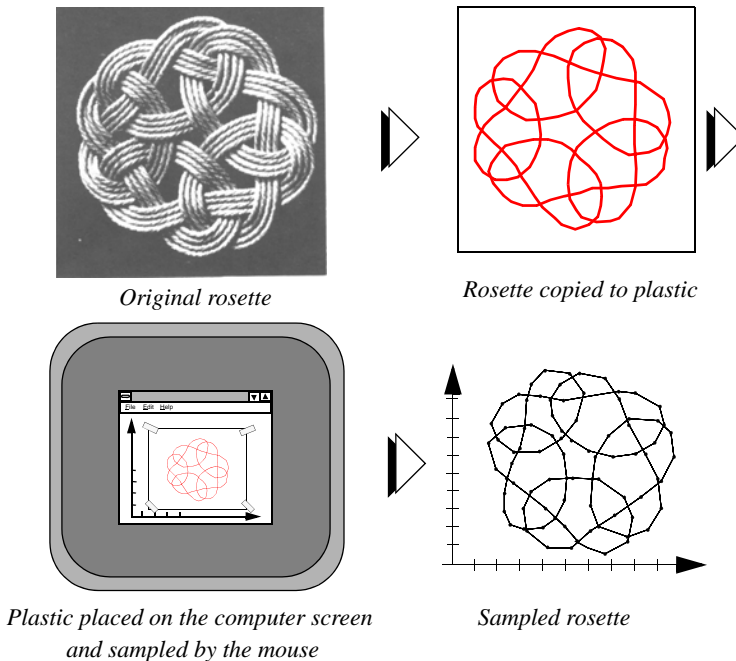 Original rosette
Rosette copied to plastic
File Edit Help
Plastic placed on the computer screen
and sampled by the mouse
Sampled rosette